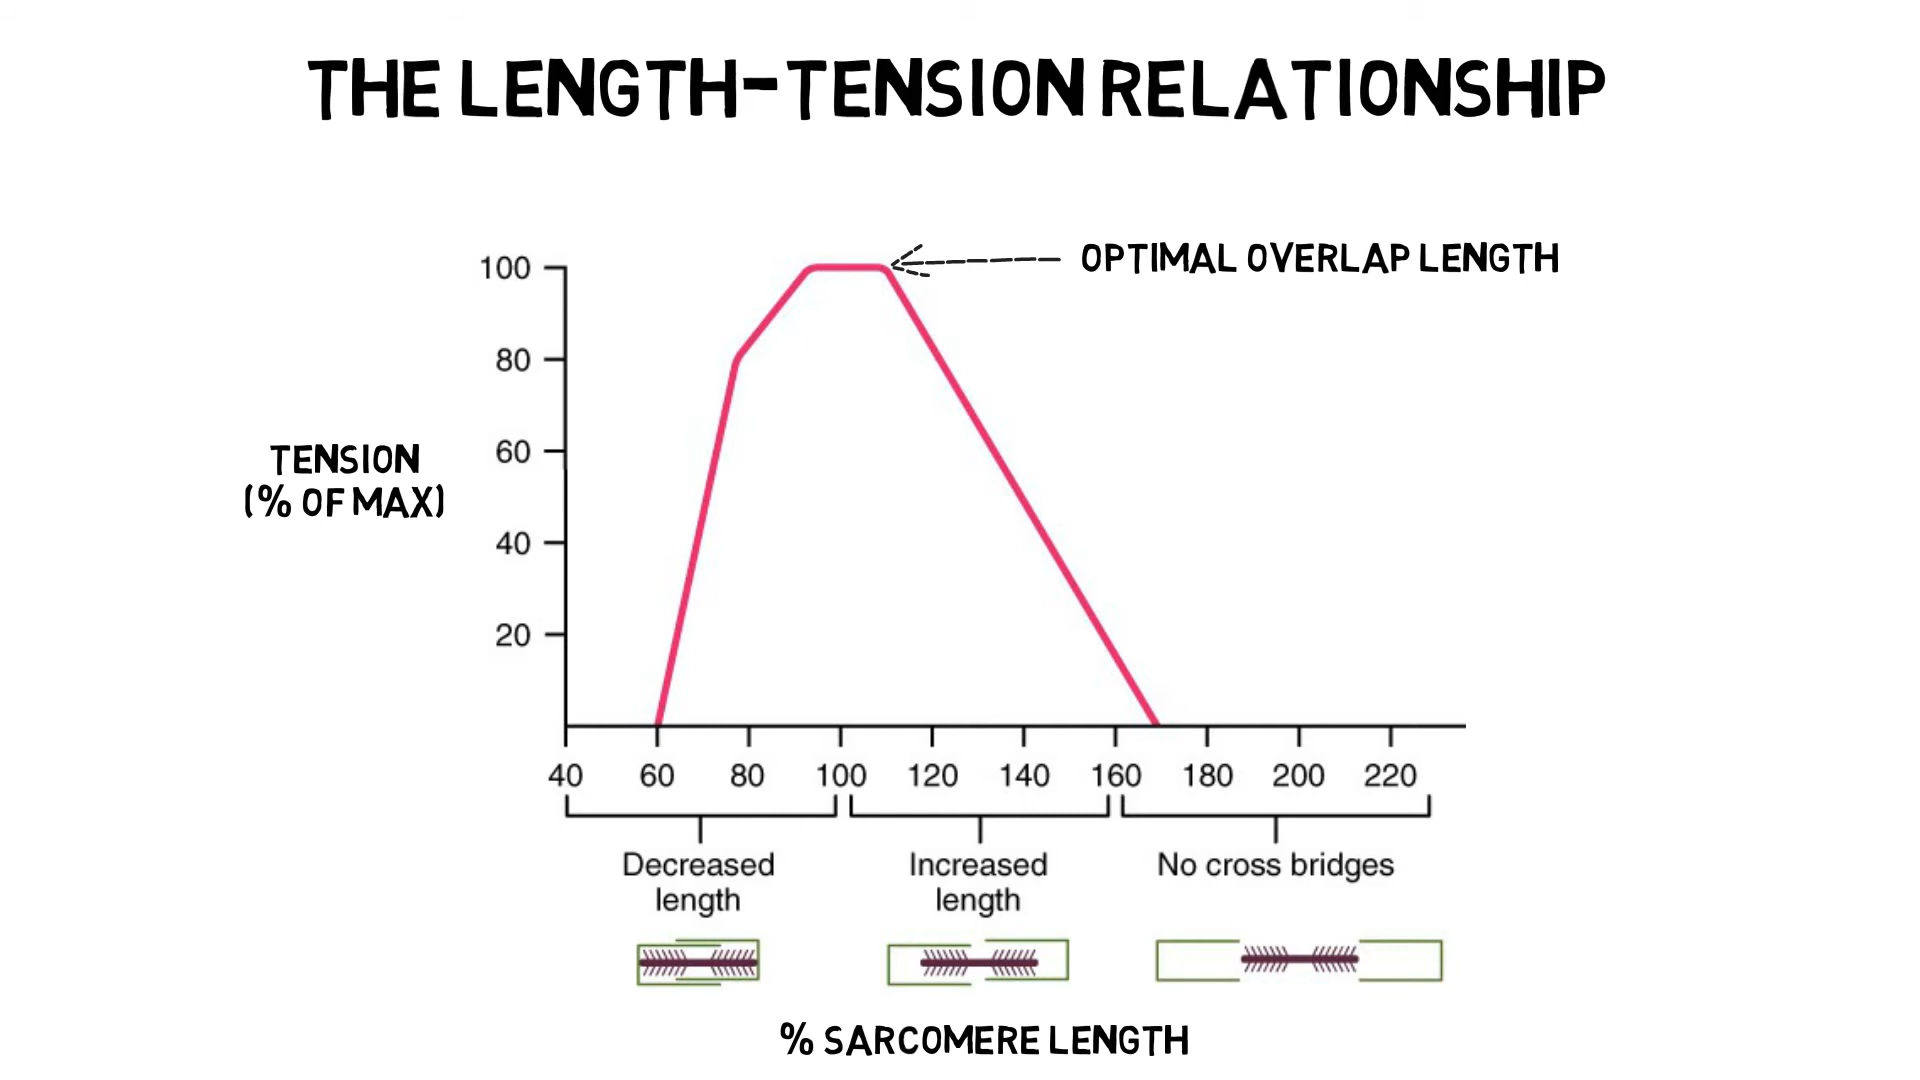 THE LENGTH-TENSION RELATIONSHIP
OPTIMAL OVERLAP LENGTH
TENSION
(% OF MAX)
100
80
60
40
20
40 60 80 100 120 140 160 180 200 220
Decreased
length
Increased
length
No cross bridges
% SARCOMERE LENGTH